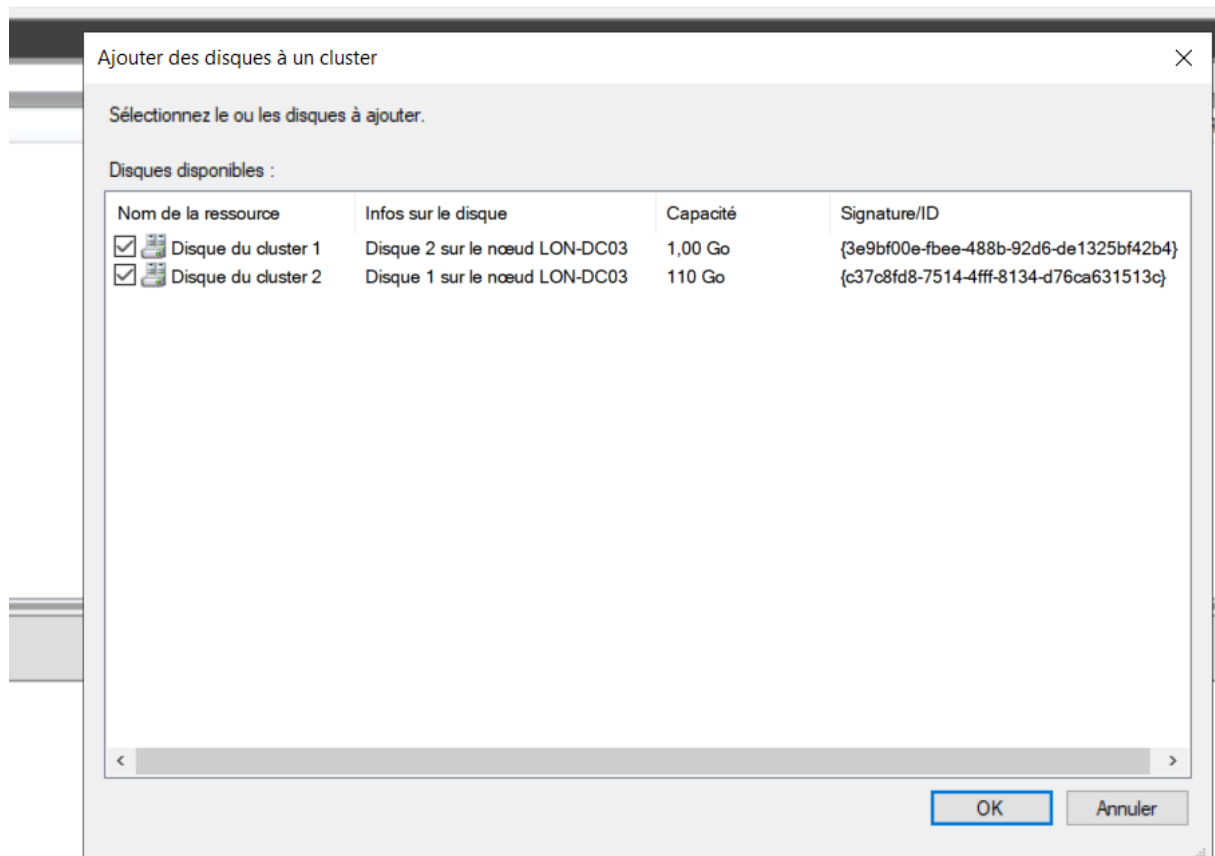 Ajouter des disques à un cluster
Sélectionnez le ou les disques à ajouter.
Disques disponibles :
Nom de la ressource Infos sur le disque Capacité Signature/ID
Disque du cluster 1 Disque 2 sur le nœud LON-DC03 1,00 Go {3e9bf00e-fbee-488b-92d6-de1325bf42b4}
Disque du cluster 2 Disque 1 sur le nœud LON-DC03 110 Go {c37c8fd8-7514-4fff-8134-d76ca631513c}
OK Annuler